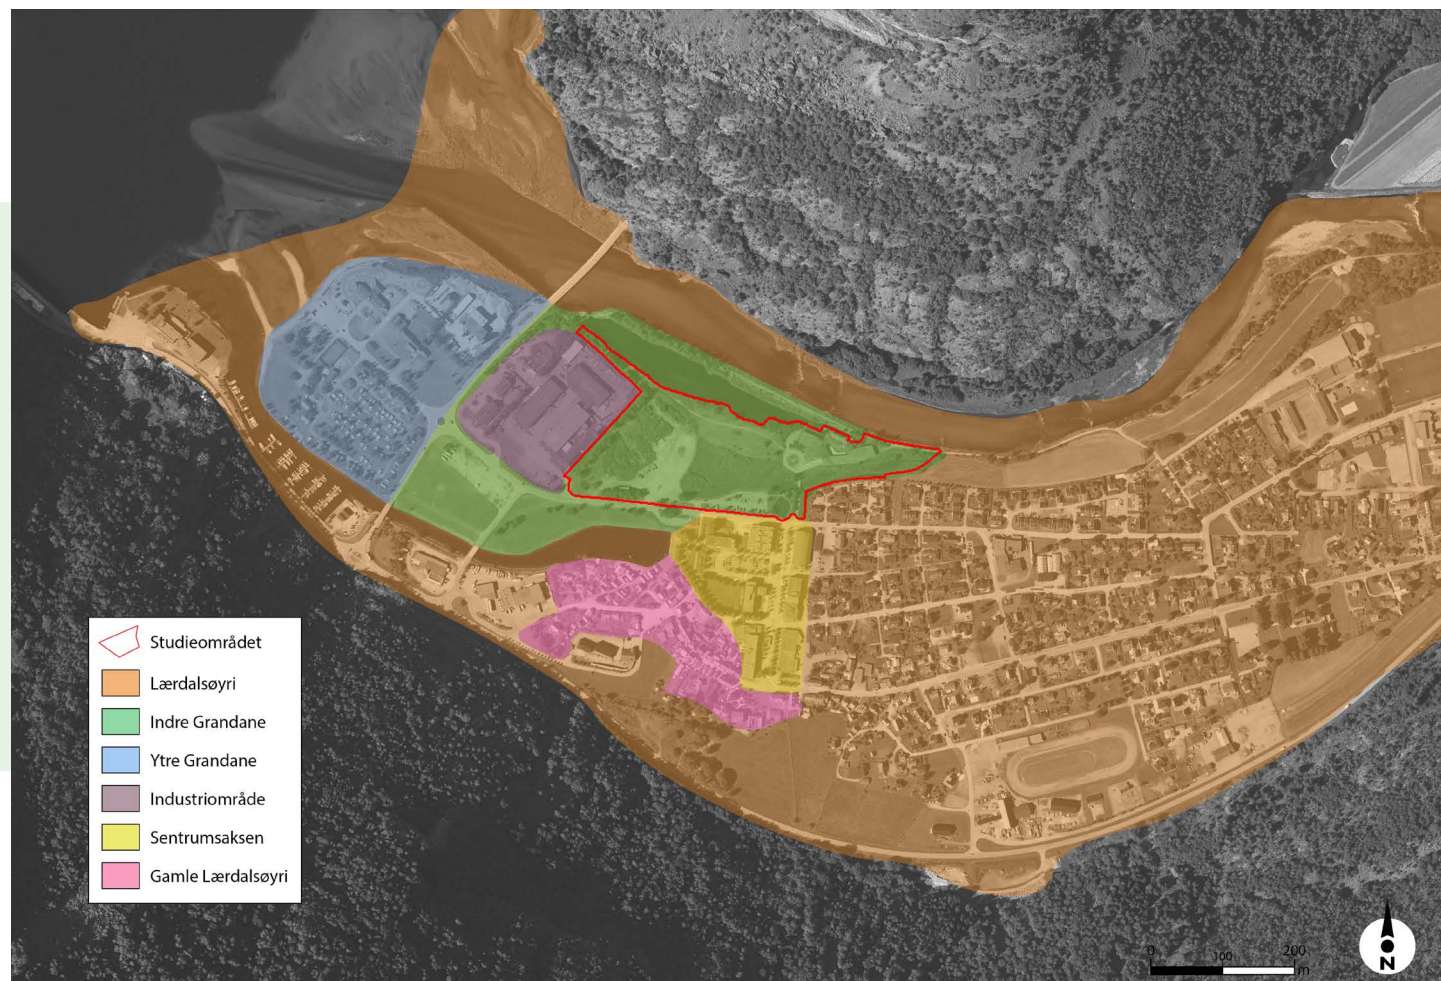 Studieområdet
Lærdalsøyri
Indre Grandane
Ytre Grandane
Industriområde
Sentrumsaksen
Gamle Lærdalsøyri
0 100 200
m
N